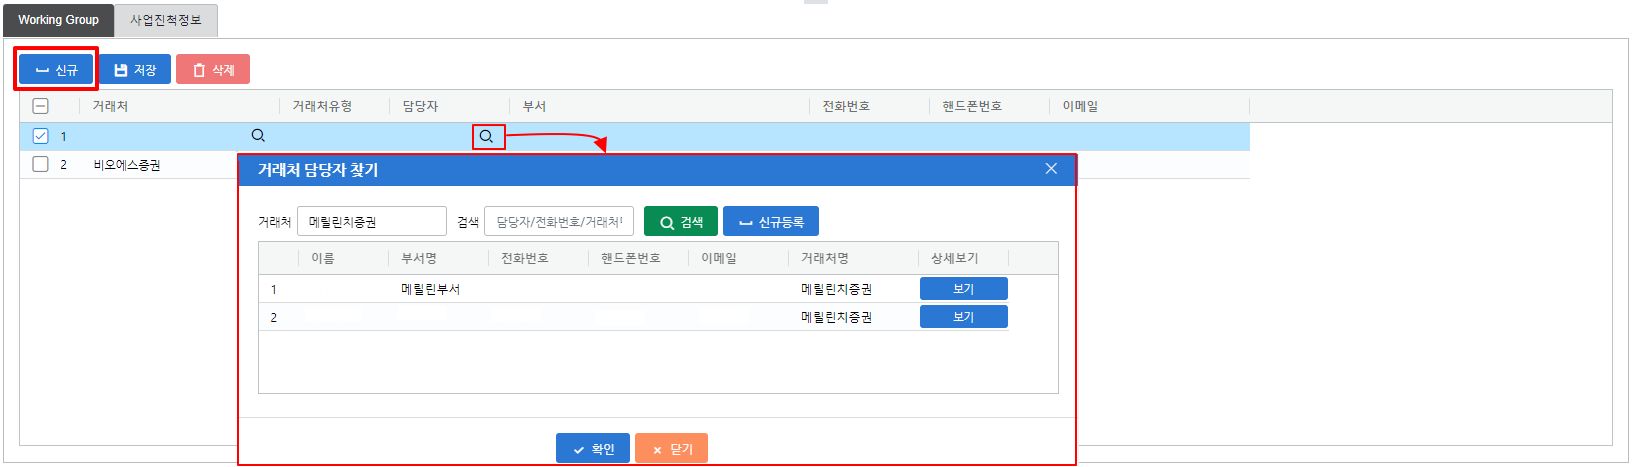 Working Group 사업진척정보
신규 저장 삭제
거래처 거래처유형 담당자 부서 전화번호 핸드폰번호 이메일
1
2 비오에스증권
거래처 담당자 찾기
거래처 메릴린치증권 검색 담당자/전화번호/거래처 검색 신규등록
이름 부서명 전화번호 핸드폰번호 이메일 거래처명 상세보기
1 메릴린부서 메릴린치증권 보기
2 메릴린치증권 보기
확인 닫기